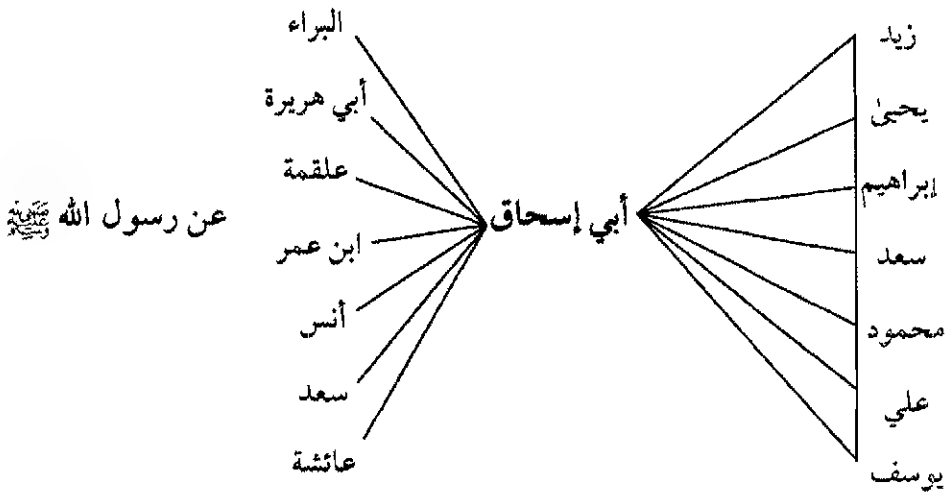 زيد
يحيىٰ
إبراهيم
سعد
محمود
علي
يوسف
أبي إسحاق
البراء
أبي هريرة
علقمة
ابن عمر
أنس
سعد
عائشة
عن رسول الله ﷺ